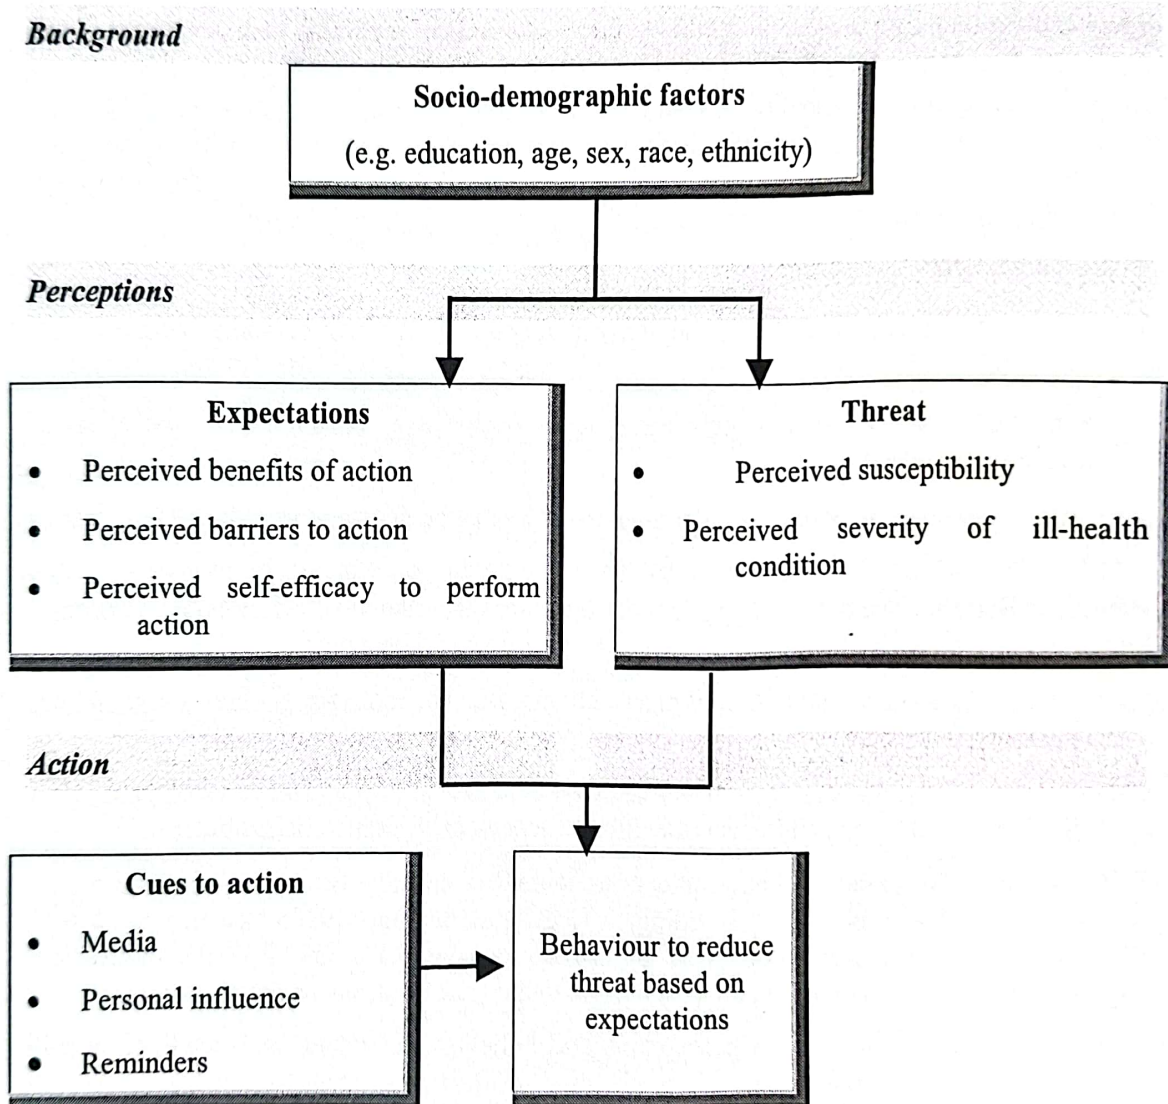 Background
Socio-demographic factors
(e.g. education, age, sex, race, ethnicity)
Perceptions
Expectations
• Perceived benefits of action
• Perceived barriers to action
• Perceived self-efficacy to perform
action
Threat
• Perceived susceptibility
• Perceived severity of ill-health
condition
Action
Cues to action
• Media
• Personal influence
• Reminders
Behaviour to reduce
threat based on
expectations